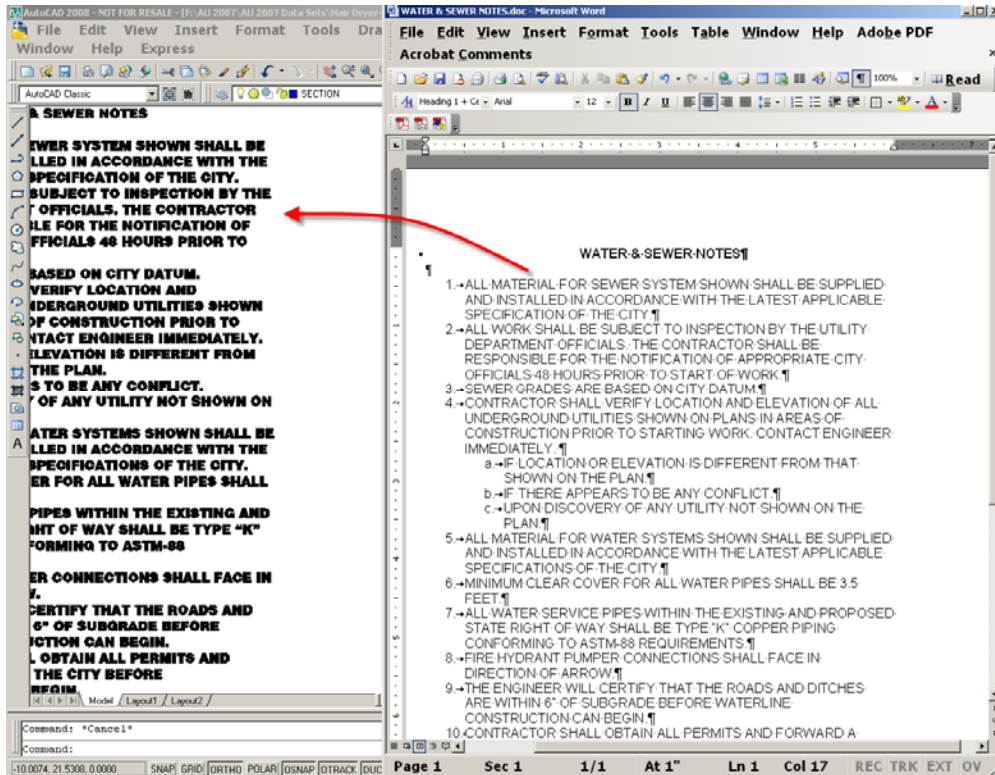 AutoCAD 2008 - NOT FOR RESALE - [F:\AU 2007\AU 2007 Data Sets\Hair Dryer
File Edit View Insert Format Tools Dra
Window Help Express
AutoCAD Classic
SECTION
& SEWER NOTES
EWER SYSTEM SHOWN SHALL BE
LLED IN ACCORDANCE WITH THE
SPECIFICATION OF THE CITY.
SUBJECT TO INSPECTION BY THE
T OFFICIALS. THE CONTRACTOR
BLE FOR THE NOTIFICATION OF
FFICIALS 48 HOURS PRIOR TO
BASED ON CITY DATUM.
VERIFY LOCATION AND
NDERGROUND UTILITIES SHOWN
OF CONSTRUCTION PRIOR TO
NTACT ENGINEER IMMEDIATELY.
ELEVATION IS DIFFERENT FROM
THE PLAN.
S TO BE ANY CONFLICT.
Y OF ANY UTILITY NOT SHOWN ON
ATER SYSTEMS SHOWN SHALL BE
LLED IN ACCORDANCE WITH THE
SPECIFICATIONS OF THE CITY.
ER FOR ALL WATER PIPES SHALL
PIPES WITHIN THE EXISTING AND
HT OF WAY SHALL BE TYPE "K"
FORMING TO ASTM-88
ER CONNECTIONS SHALL FACE IN
W.
CERTIFY THAT THE ROADS AND
6" OF SUBGRADE BEFORE
UCTION CAN BEGIN.
L OBTAIN ALL PERMITS AND
THE CITY BEFORE
BEGIN.
Model Layout1 Layout2
Command: *Cancel*
Command:
-10.0074, 21.5308, 0.0000 SNAP GRID ORTHO POLAR OSNAP OTRACK DUC
WATER & SEWER NOTES.doc - Microsoft Word
File Edit View Insert Format Tools Table Window Help Adobe PDF
Acrobat Comments
100% Read
Heading 1 + Ce Arial 12 B I U
1 2 3 4 5 7
WATER & SEWER NOTES¶
¶
1. ALL MATERIAL FOR SEWER SYSTEM SHOWN SHALL BE SUPPLIED
AND INSTALLED IN ACCORDANCE WITH THE LATEST APPLICABLE
SPECIFICATION OF THE CITY.¶
2. ALL WORK SHALL BE SUBJECT TO INSPECTION BY THE UTILITY
DEPARTMENT OFFICIALS. THE CONTRACTOR SHALL BE
RESPONSIBLE FOR THE NOTIFICATION OF APPROPRIATE CITY
OFFICIALS 48 HOURS PRIOR TO START OF WORK.¶
3. SEWER GRADES ARE BASED ON CITY DATUM.¶
4. CONTRACTOR SHALL VERIFY LOCATION AND ELEVATION OF ALL
UNDERGROUND UTILITIES SHOWN ON PLANS IN AREAS OF
CONSTRUCTION PRIOR TO STARTING WORK. CONTACT ENGINEER
IMMEDIATELY. ¶
a. IF LOCATION OR ELEVATION IS DIFFERENT FROM THAT
SHOWN ON THE PLAN.¶
b. IF THERE APPEARS TO BE ANY CONFLICT.¶
c. UPON DISCOVERY OF ANY UTILITY NOT SHOWN ON THE
PLAN.¶
5. ALL MATERIAL FOR WATER SYSTEMS SHOWN SHALL BE SUPPLIED
AND INSTALLED IN ACCORDANCE WITH THE LATEST APPLICABLE
SPECIFICATIONS OF THE CITY.¶
6. MINIMUM CLEAR COVER FOR ALL WATER PIPES SHALL BE 3.5
FEET.¶
7. ALL WATER SERVICE PIPES WITHIN THE EXISTING AND PROPOSED
STATE RIGHT OF WAY SHALL BE TYPE "K" COPPER PIPING
CONFORMING TO ASTM-88 REQUIREMENTS.¶
8. FIRE HYDRANT PUMPER CONNECTIONS SHALL FACE IN
DIRECTION OF ARROW.¶
9. THE ENGINEER WILL CERTIFY THAT THE ROADS AND DITCHES
ARE WITHIN 6" OF SUBGRADE BEFORE WATERLINE
CONSTRUCTION CAN BEGIN.¶
10. CONTRACTOR SHALL OBTAIN ALL PERMITS AND FORWARD A
Page 1 Sec 1 1/1 At 1" Ln 1 Col 17 REC TRK EXT OV